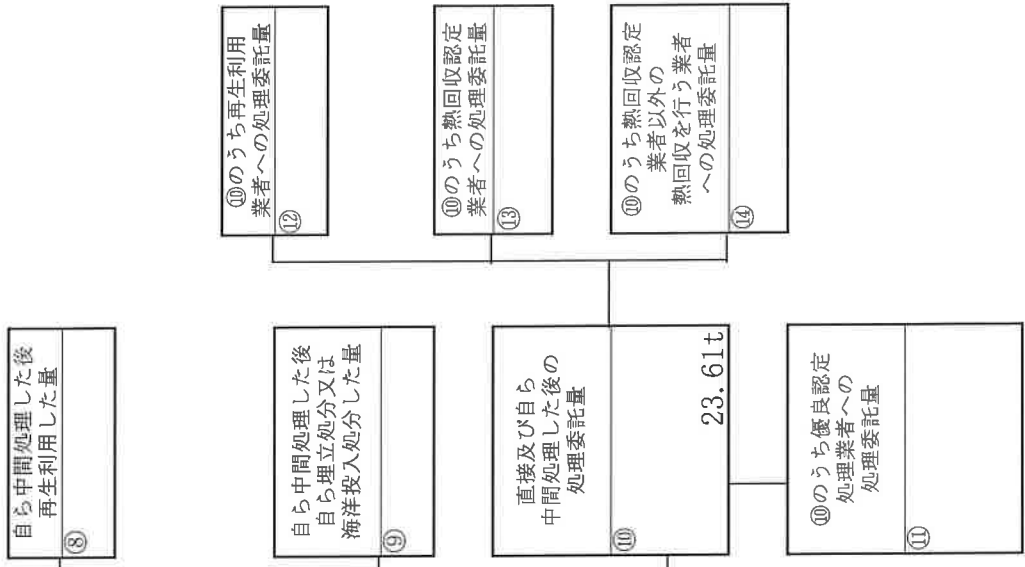 自ら中間処理した後
再生利用した量
⑧
自ら中間処理した後
自ら埋立処分又は
海洋投入処分した量
⑨
直接及び自ら
中間処理した後の
処理委託量
⑩
23.61t
⑩のうち優良認定
処理業者への
処理委託量
⑪
⑩のうち再生利用
業者への処理委託量
⑫
⑩のうち熱回収認定
業者への処理委託量
⑬
⑩のうち熱回収認定
業者以外の
熱回収を行う業者
への処理委託量
⑭